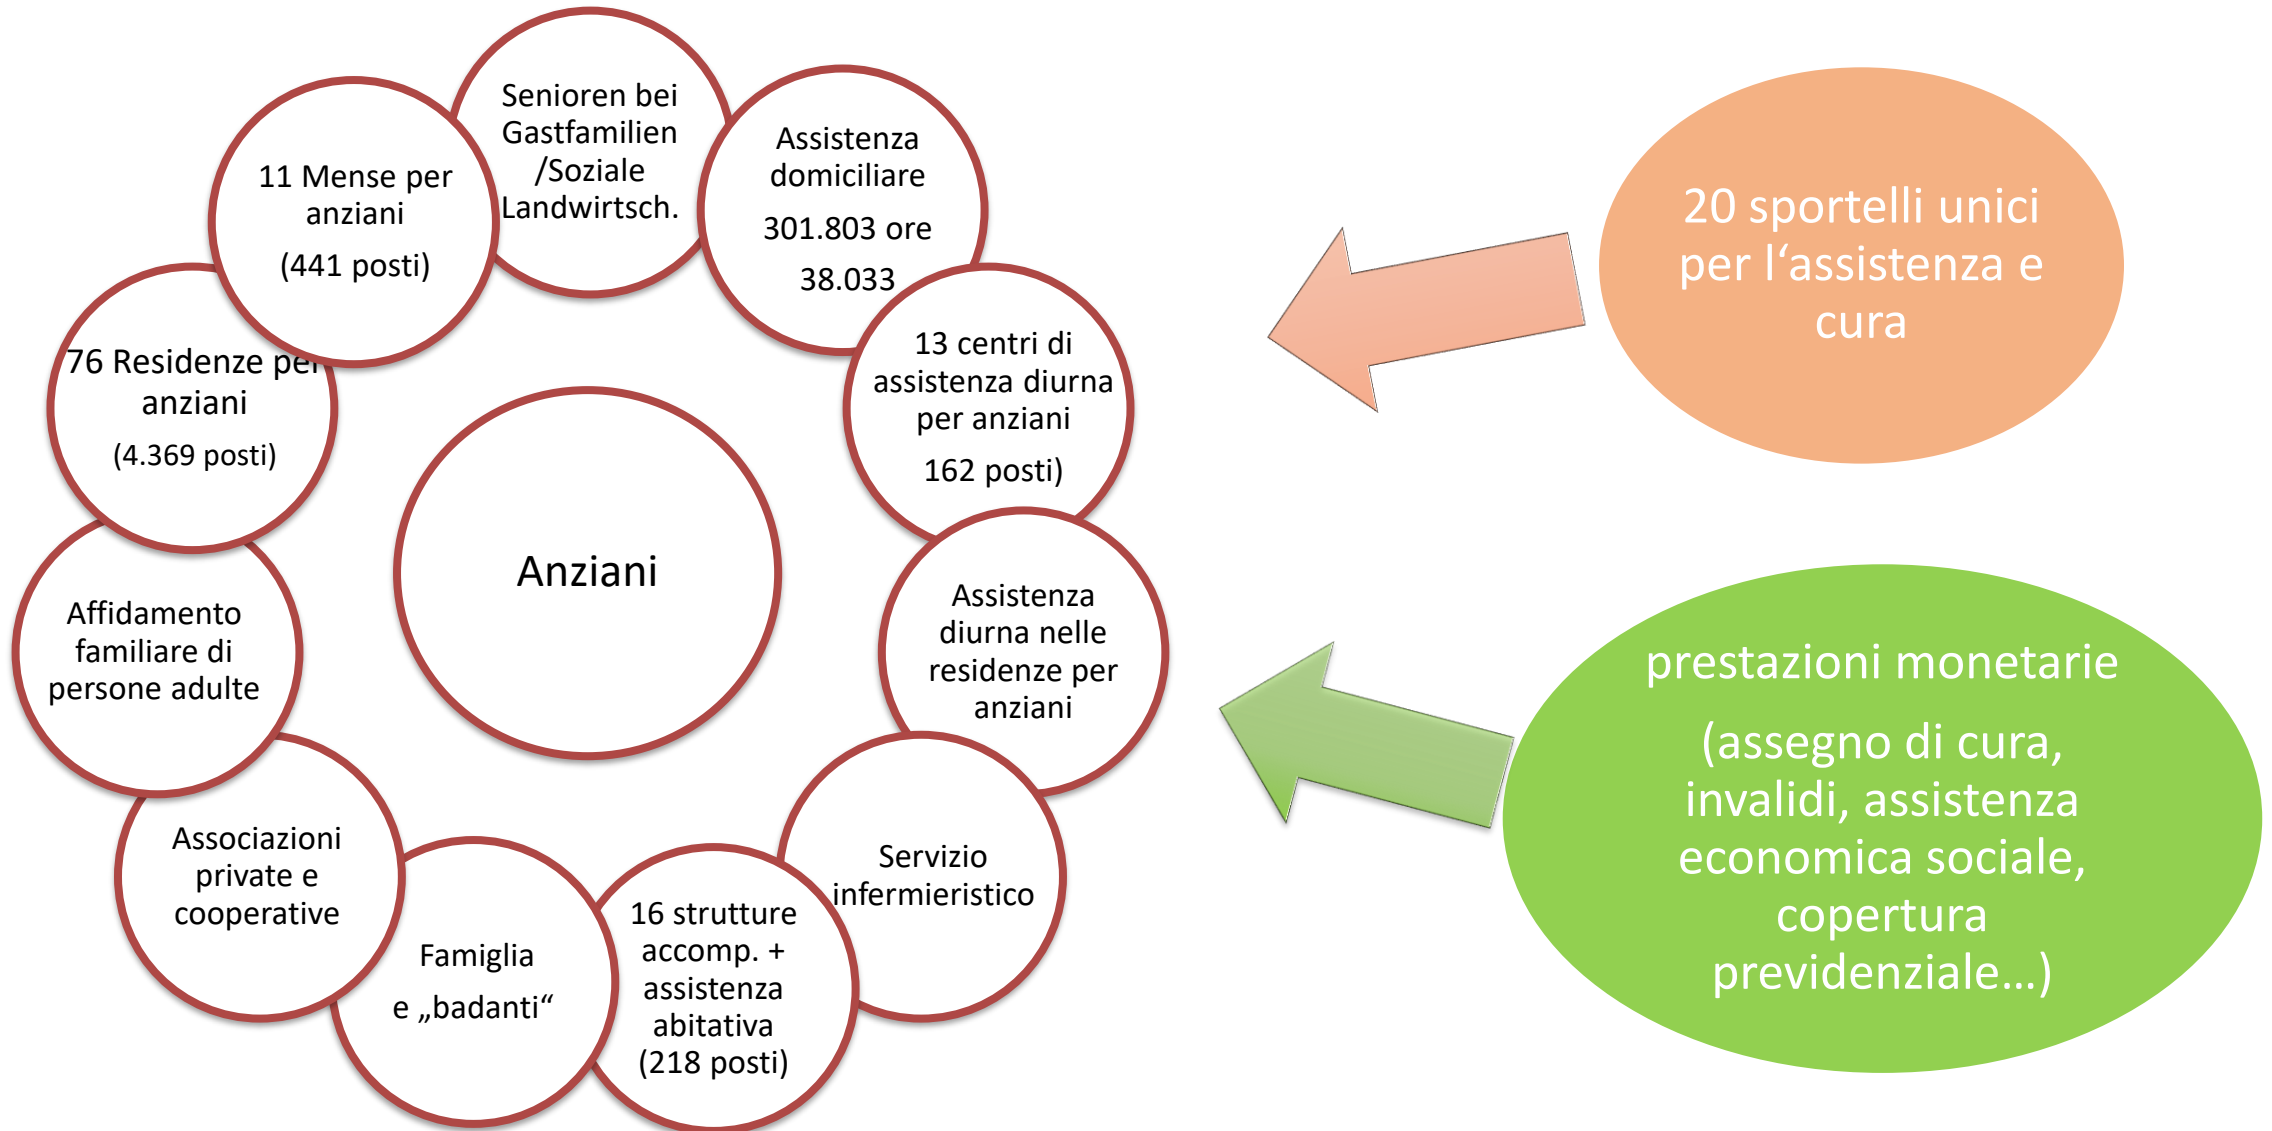 Senioren bei
Gastfamilien
/Soziale
Landwirtsch.
Assistenza
domiciliare
301.803 ore
38.033
13 centri di
assistenza diurna
per anziani
162 posti)
Assistenza
diurna nelle
residenze per
anziani
Servizio
infermieristico
16 strutture
accomp. +
assistenza
abitativa
(218 posti)
Famiglia
e „badanti“
Associazioni
private e
cooperative
Affidamento
familiare di
persone adulte
76 Residenze per
anziani
(4.369 posti)
11 Mense per
anziani
(441 posti)
Anziani
20 sportelli unici
per l‘assistenza e
cura
prestazioni monetarie
(assegno di cura,
invalidi, assistenza
economica sociale,
copertura
previdenziale…)